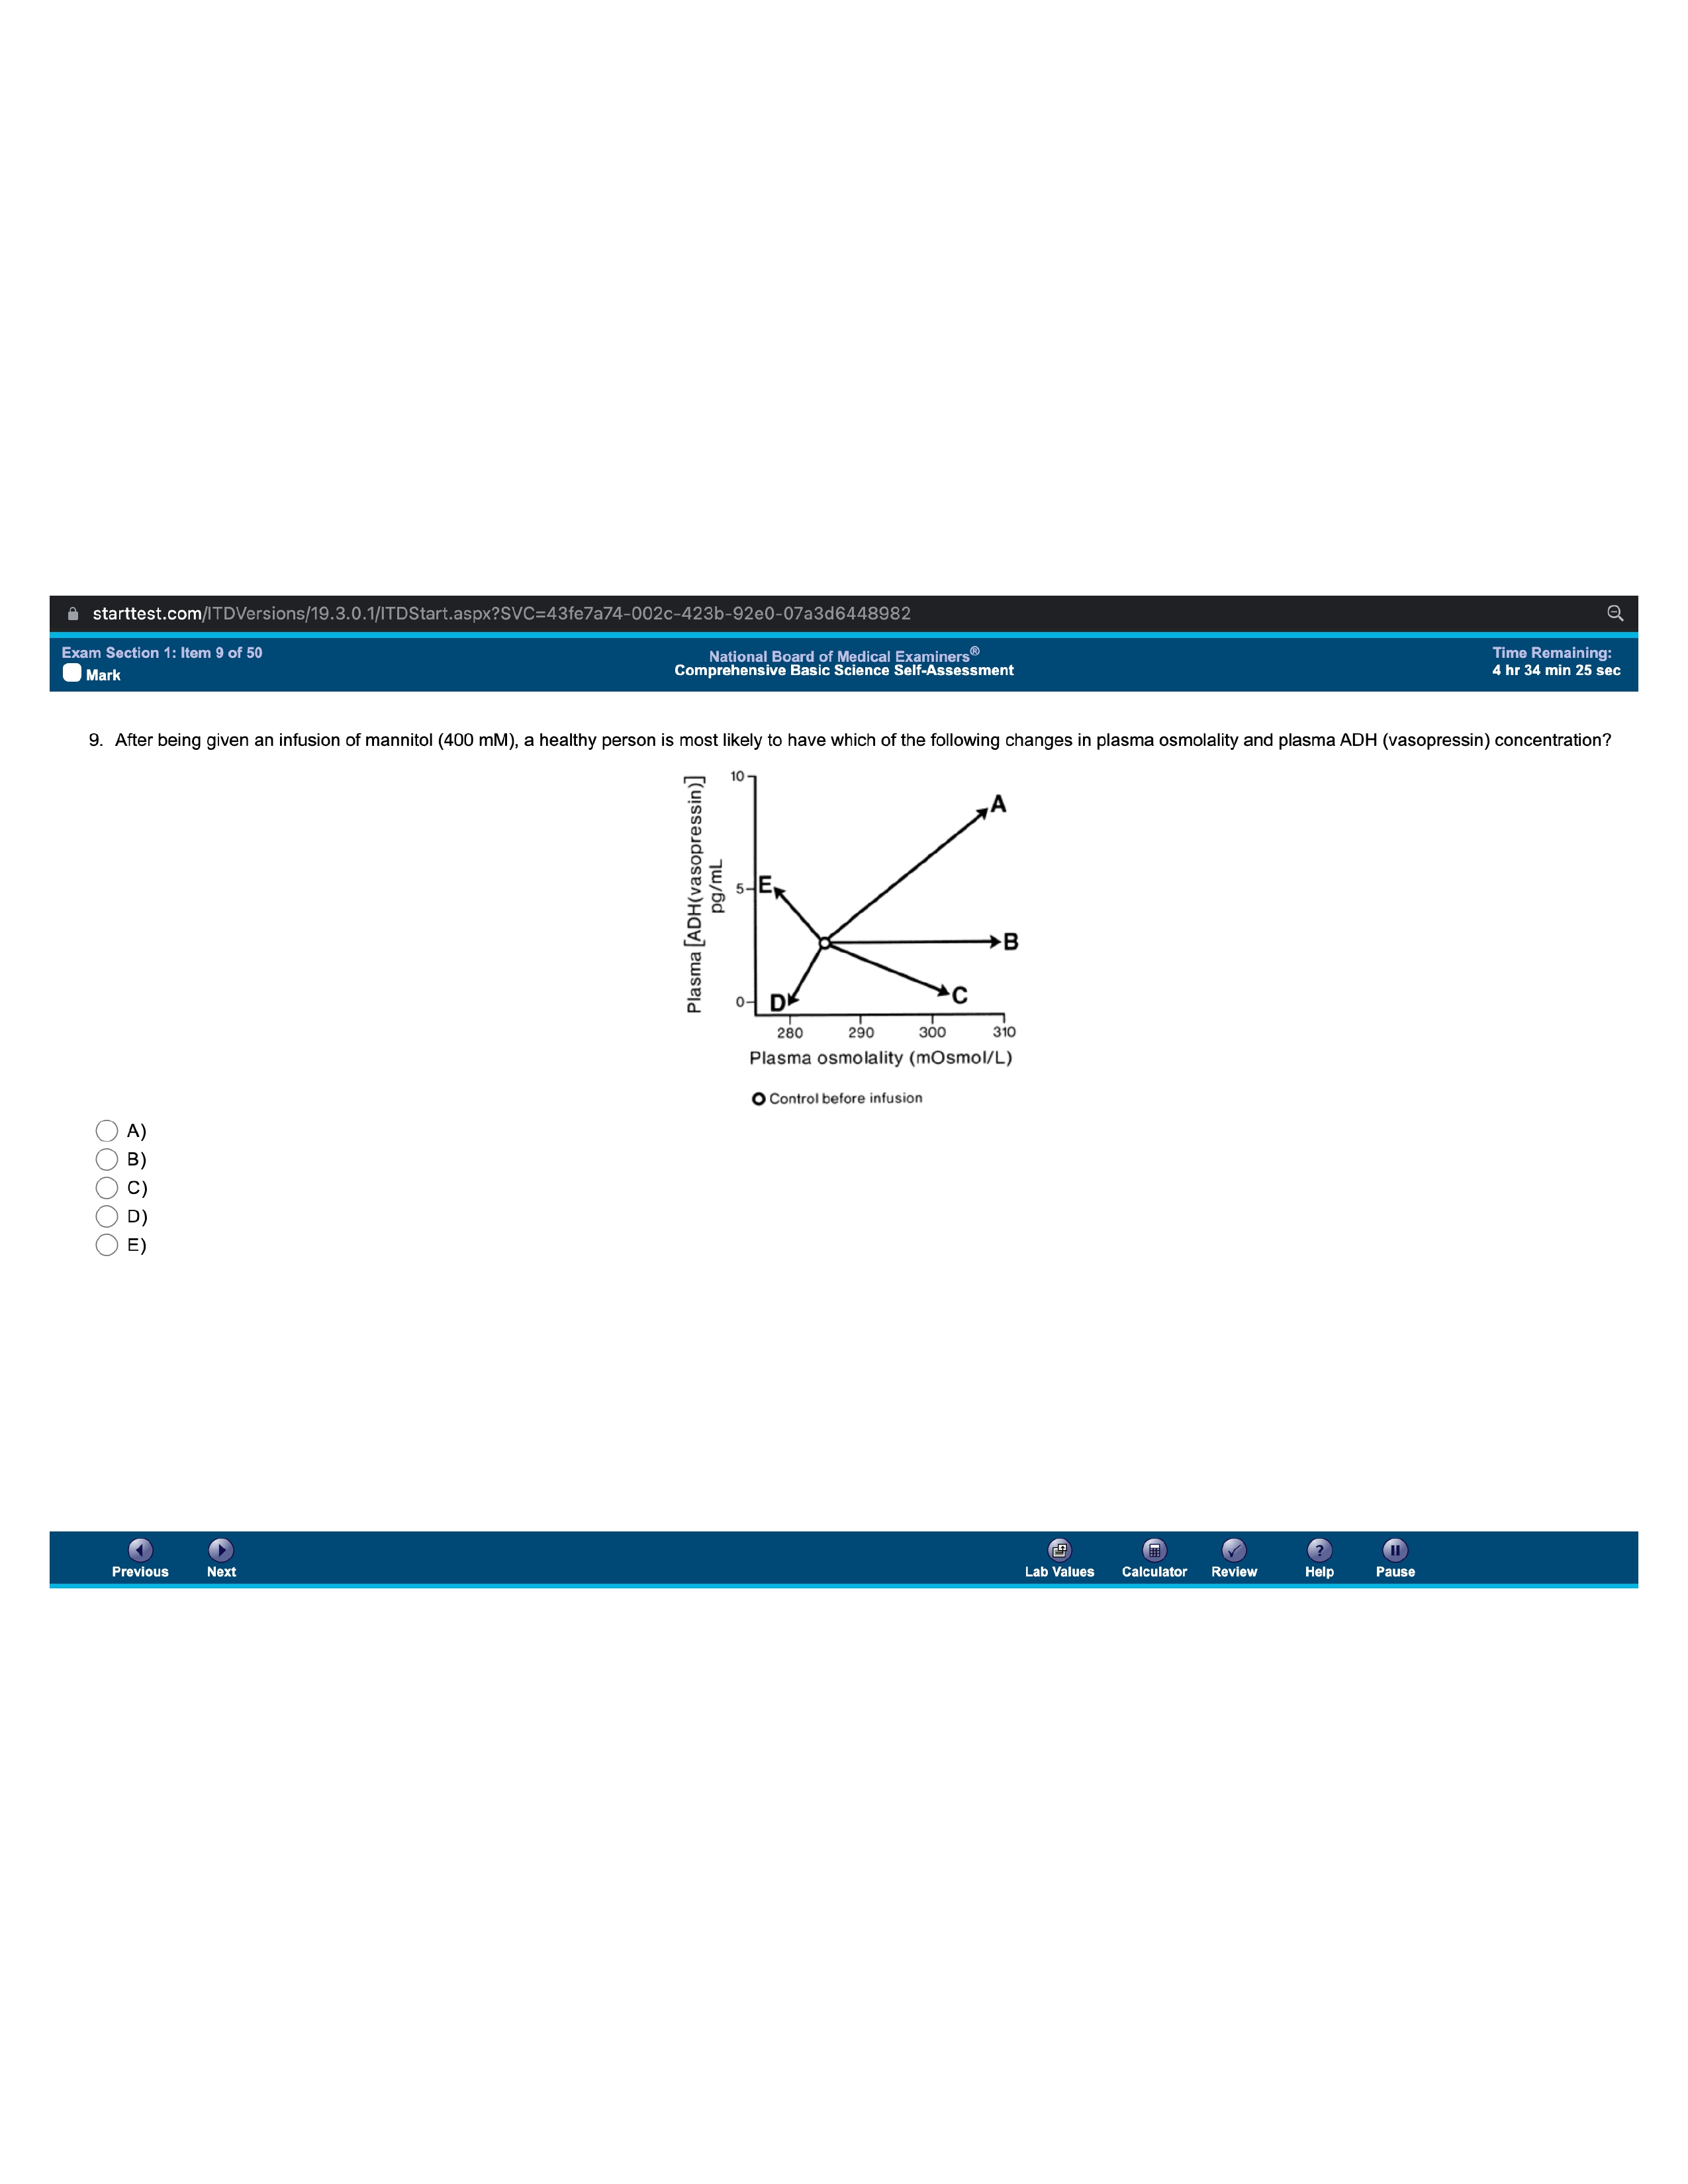 starttest.com/ITDVersions/19.3.0.1/ITDStart.aspx?SVC=43fe7a74-002c-423b-92e0-07a3d6448982
Exam Section 1: Item 9 of 50
Mark
National Board of Medical Examiners®
Comprehensive Basic Science Self-Assessment
Time Remaining:
4 hr 34 min 25 sec
9. After being given an infusion of mannitol (400 mM), a healthy person is most likely to have which of the following changes in plasma osmolality and plasma ADH (vasopressin) concentration?
Plasma [ADH(vasopressin)]
pg/mL
10
5
0
A
E
B
C
D
280 290 300 310
Plasma osmolality (mOsmol/L)
Control before infusion
A)
B)
C)
D)
E)
Previous
Next
Lab Values
Calculator
Review
Help
Pause